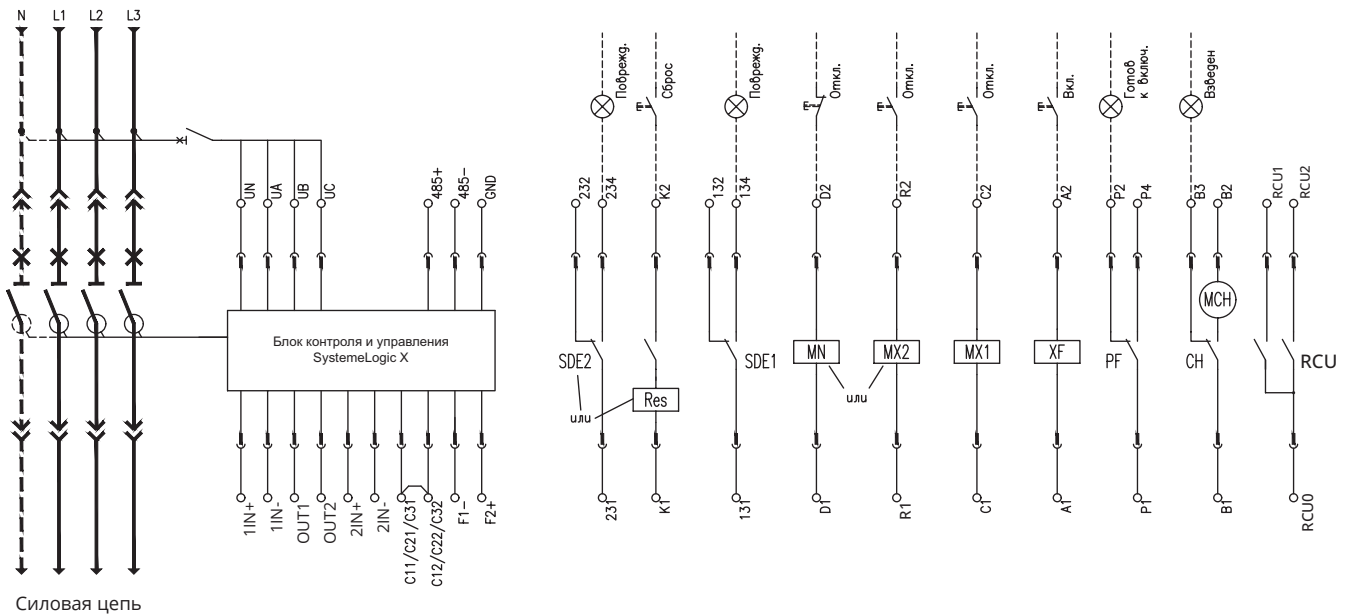 N L1 L2 L3
Поврежд.
Сброс
Поврежд.
Откл.
Откл.
Откл.
Вкл.
Готов
к включ.
Взведен
UN
UA
UB
UC
485+
485-
GND
232
234
K2
132
134
D2
R2
C2
A2
P2
P4
B3
B2
RCU1
RCU2
Блок контроля и управления
SystemeLogic X
SDE2
или
Res
SDE1
MN
или
MX2
MX1
XF
PF
CH
MCH
RCU
1IN+
1IN-
OUT1
OUT2
2IN+
2IN-
C11/C21/C31
C12/C22/C32
F1-
F2+
231
K1
131
D1
R1
C1
A1
P1
B1
RCU0
Силовая цепь